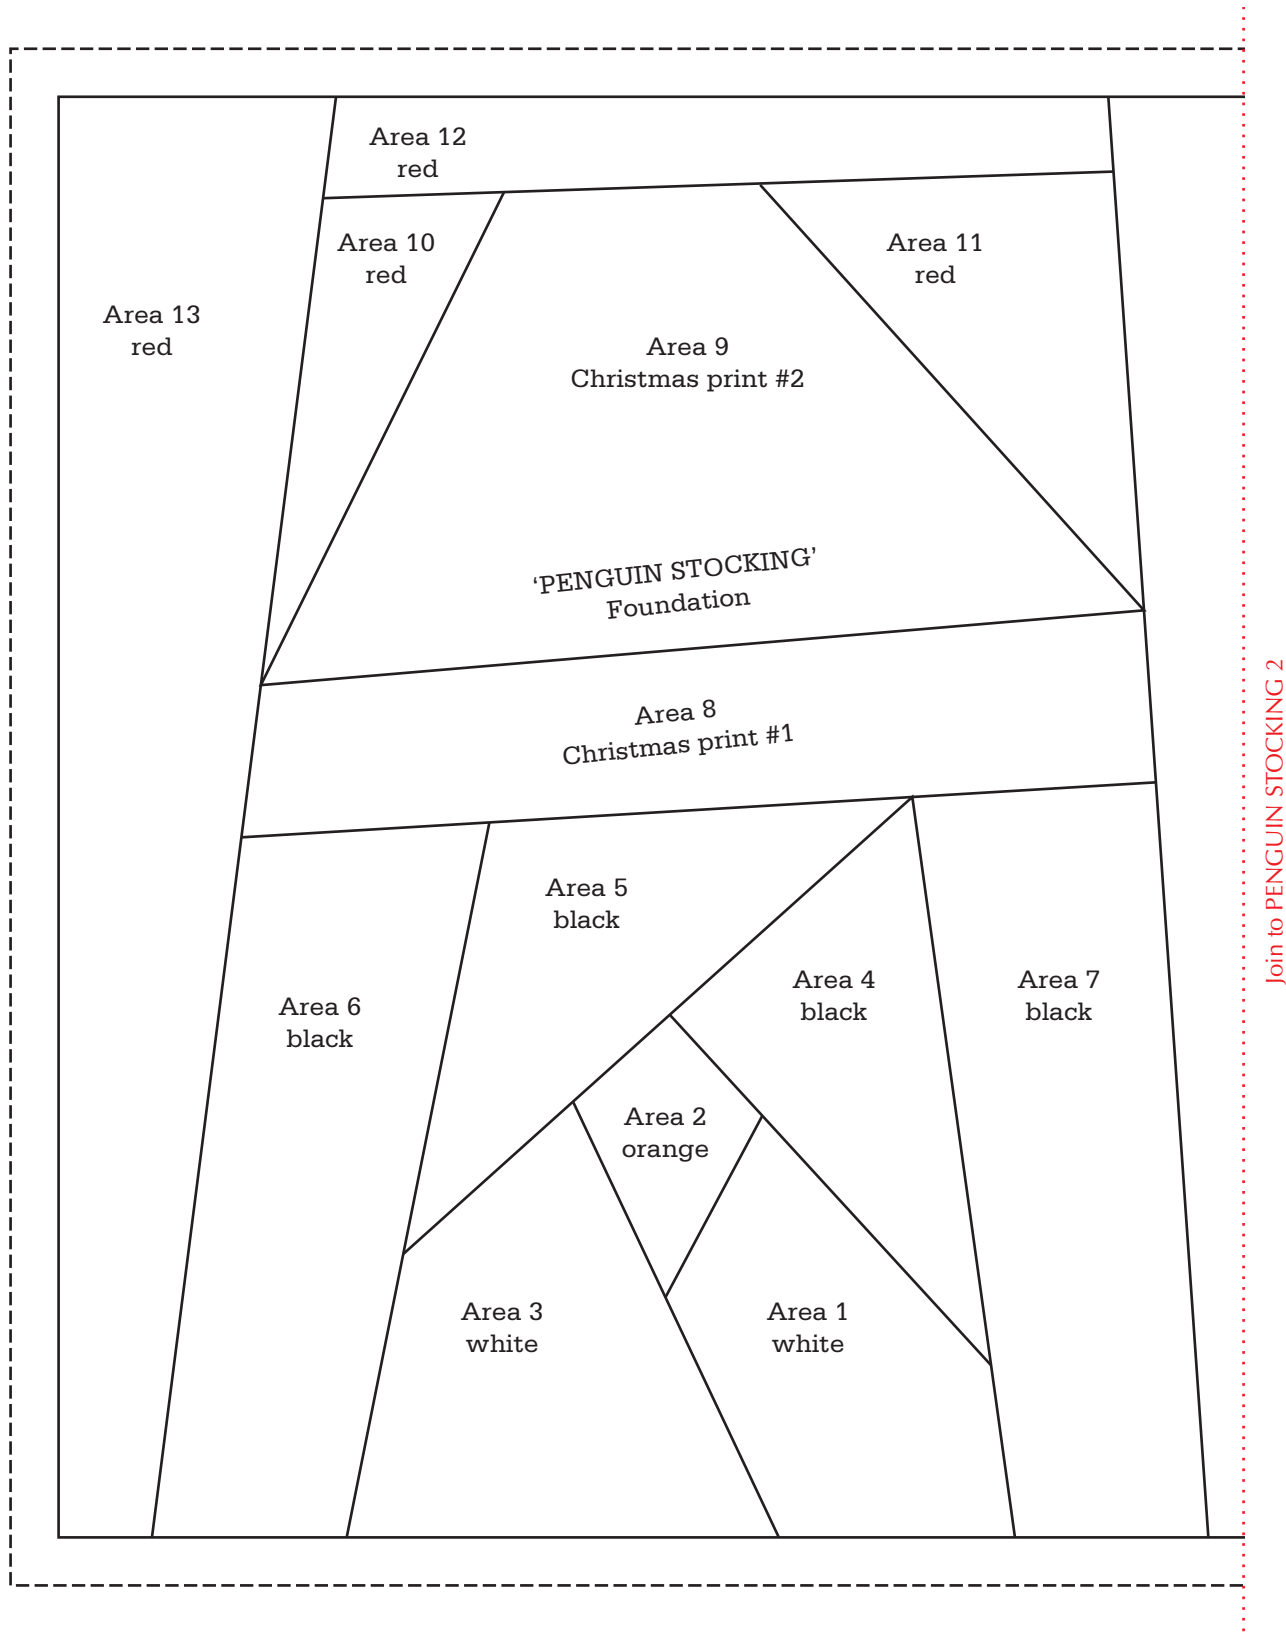 Area 12
red
Area 10
red
Area 11
red
Area 13
red
Area 9
Christmas print #2
‘PENGUIN STOCKING’
Foundation
Area 8
Christmas print #1
Area 5
black
Area 4
black
Area 7
black
Area 6
black
Area 2
orange
Area 3
white
Area 1
white
Join to PENGUIN STOCKING 2